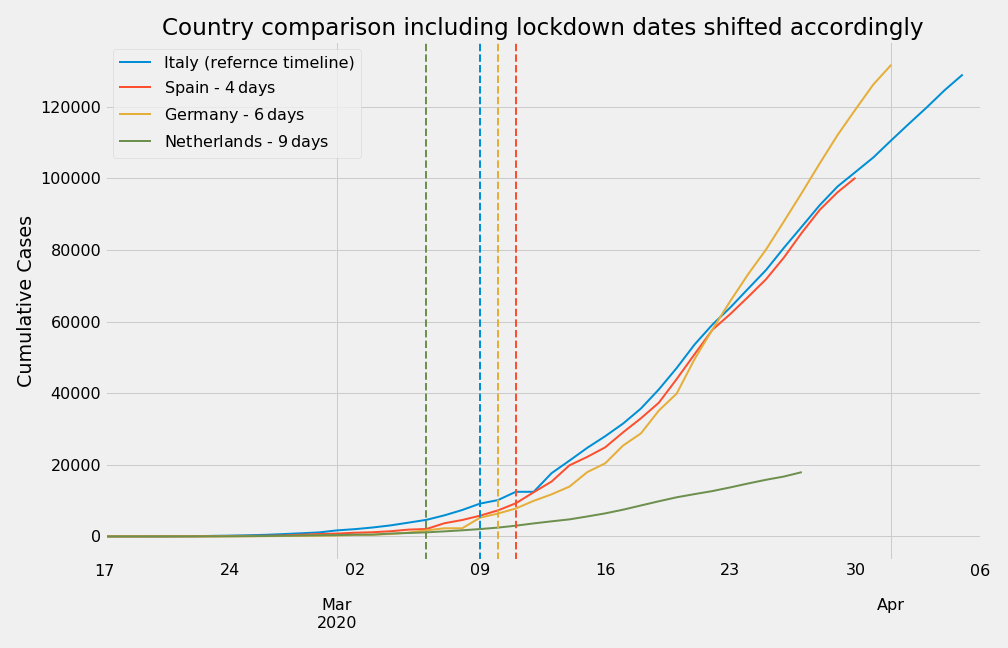 Country comparison including lockdown dates shifted accordingly
Italy (refernce timeline)
Spain - 4 days
Germany - 6 days
Netherlands - 9 days
Cumulative Cases
120000
100000
80000
60000
40000
20000
0
17 24 02 09 16 23 30 06
Mar Apr
2020